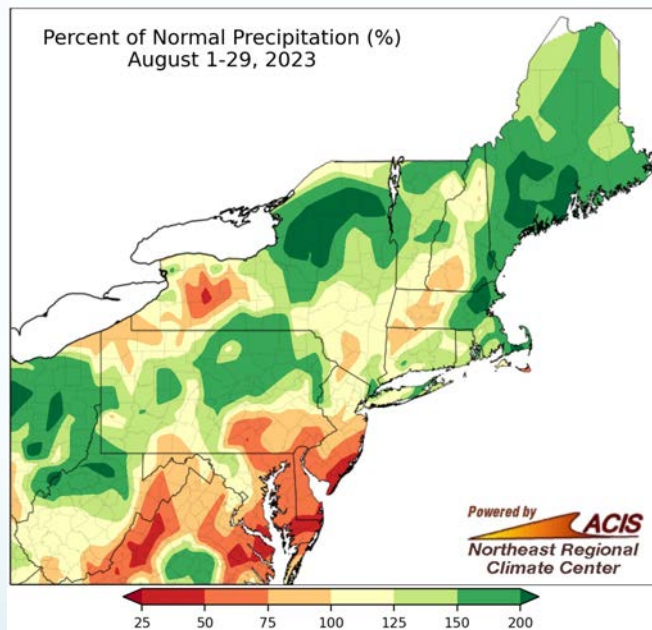 Percent of Normal Precipitation (%)
August 1-29, 2023
Powered by
ACIS
Northeast Regional
Climate Center
25 50 75 100 125 150 200